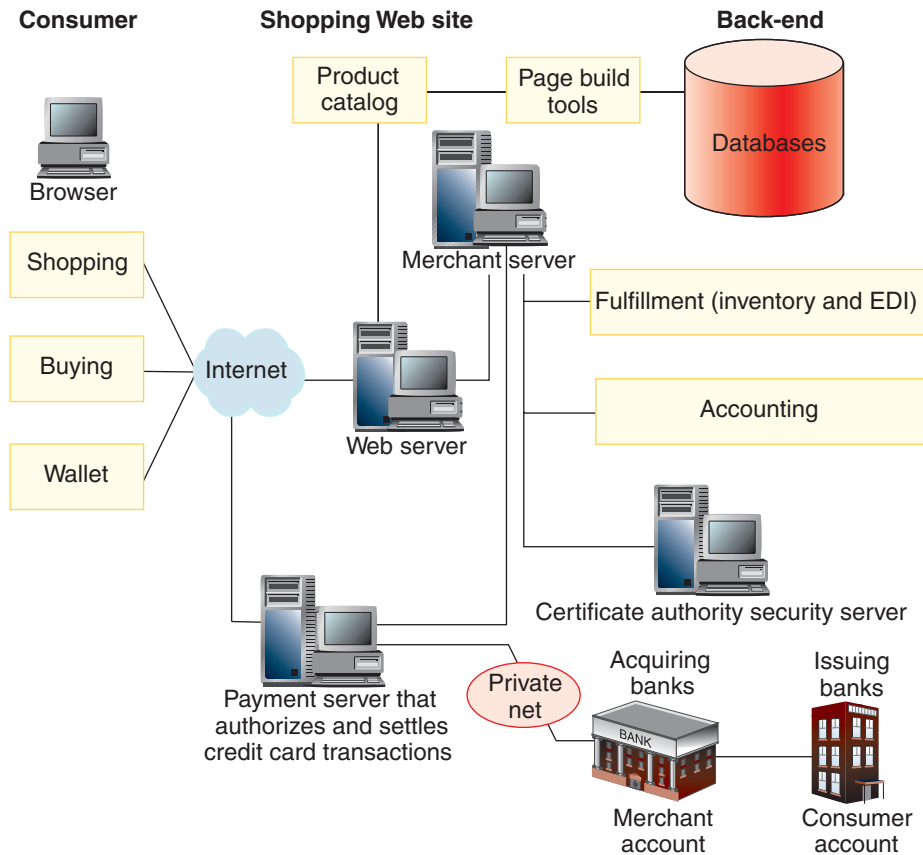 Consumer
Shopping Web site
Back-end
Product
catalog
Page build
tools
Databases
Browser
Merchant server
Shopping
Fulfillment (inventory and EDI)
Buying
Internet
Accounting
Web server
Wallet
Certificate authority security server
Payment server that
authorizes and settles
credit card transactions
Private
net
Acquiring
banks
Issuing
banks
BANK
Merchant
account
Consumer
account